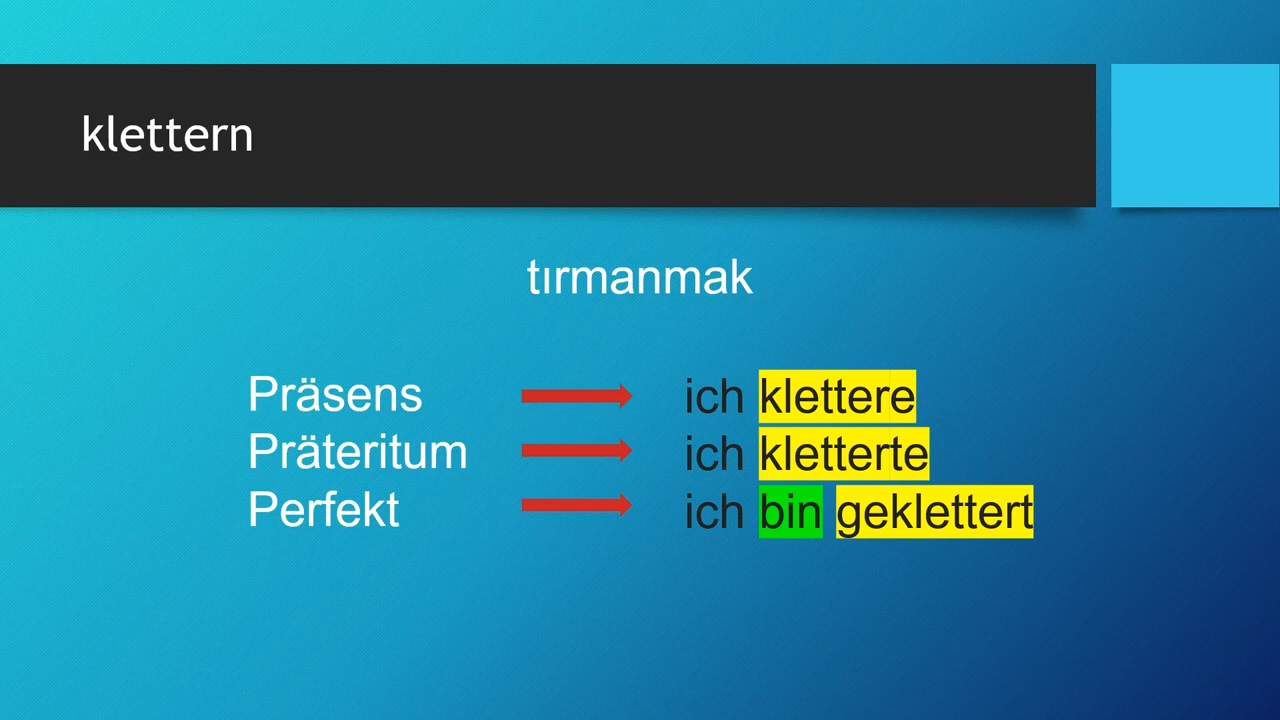 klettern
tırmanmak
Präsens ich klettere
Präteritum ich kletterte
Perfekt ich bin geklettert